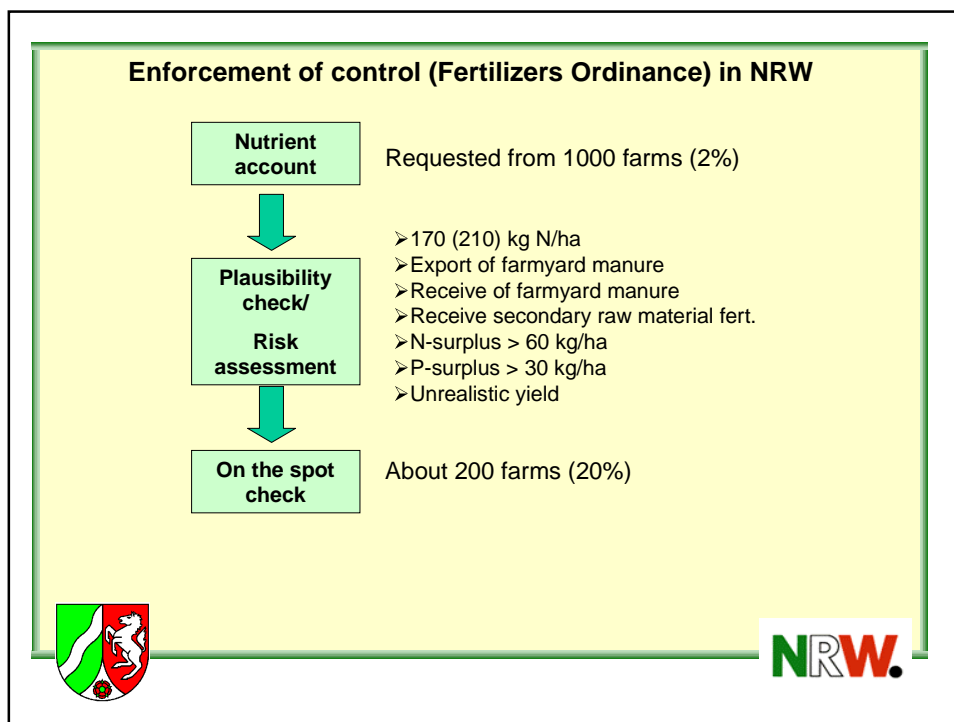 Enforcement of control (Fertilizers Ordinance) in NRW
Nutrient
account
Requested from 1000 farms (2%)
Plausibility
check/
Risk
assessment
➢170 (210) kg N/ha
➢Export of farmyard manure
➢Receive of farmyard manure
➢Receive secondary raw material fert.
➢N-surplus > 60 kg/ha
➢P-surplus > 30 kg/ha
➢Unrealistic yield
On the spot
check
About 200 farms (20%)
NRW.